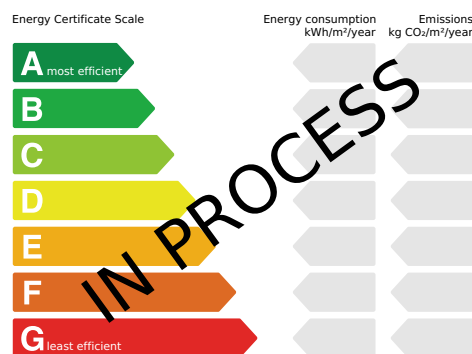 Energy Certificate Scale
Energy consumption
kWh/m²/year
Emissions
kg CO₂/m²/year
A most efficient
B
C
D
E
F
G least efficient
IN PROCESS